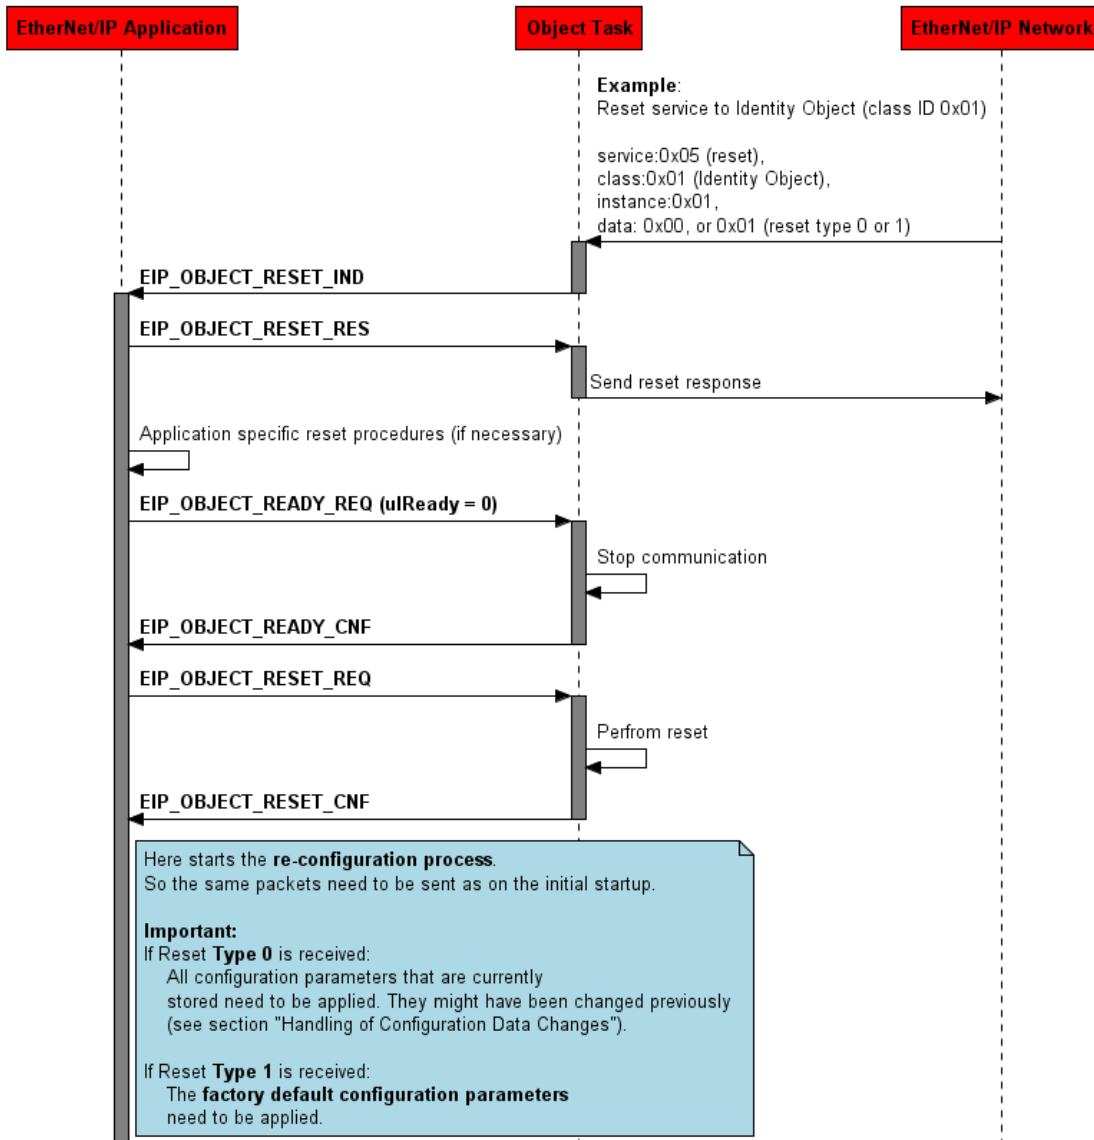 EtherNet/IP Application
Object Task
EtherNet/IP Network
Example:
Reset service to Identity Object (class ID 0x01)
service:0x05 (reset),
class:0x01 (Identity Object),
instance:0x01,
data: 0x00, or 0x01 (reset type 0 or 1)
EIP_OBJECT_RESET_IND
EIP_OBJECT_RESET_RES
Send reset response
Application specific reset procedures (if necessary)
EIP_OBJECT_READY_REQ (ulReady = 0)
Stop communication
EIP_OBJECT_READY_CNF
EIP_OBJECT_RESET_REQ
Perfrom reset
EIP_OBJECT_RESET_CNF
Here starts the re-configuration process.
So the same packets need to be sent as on the initial startup.
Important:
If Reset Type 0 is received:
All configuration parameters that are currently
stored need to be applied. They might have been changed previously
(see section "Handling of Configuration Data Changes").
If Reset Type 1 is received:
The factory default configuration parameters
need to be applied.